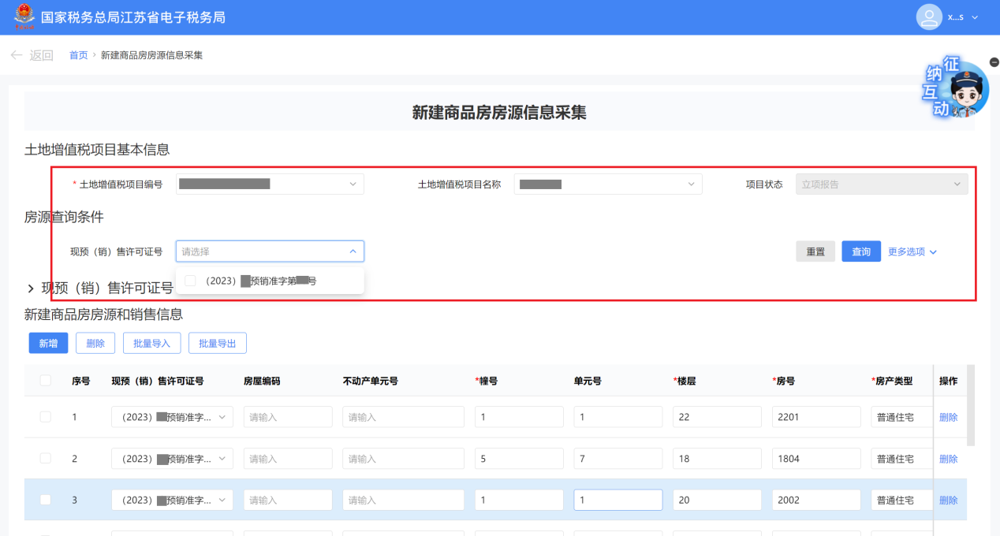 国家税务总局江苏省电子税务局 x...s
返回 首页 › 新建商品房房源信息采集
征纳互动
新建商品房房源信息采集
土地增值税项目基本信息
* 土地增值税项目编号 土地增值税项目名称 项目状态 立项报告
房源查询条件
现预（销）售许可证号 请选择 重置 查询 更多选项
（2023） 预销准字第 号
现预（销）售许可证号
新建商品房房源和销售信息
新增 删除 批量导入 批量导出
序号 现预（销）售许可证号 房屋编码 不动产单元号 *幢号 单元号 *楼层 *房号 *房产类型 操作
1 （2023） 预销准字... 请输入 请输入 1 1 22 2201 普通住宅 删除
2 （2023） 预销准字... 请输入 请输入 5 7 18 1804 普通住宅 删除
3 （2023） 预销准字... 请输入 请输入 1 1 20 2002 普通住宅 删除